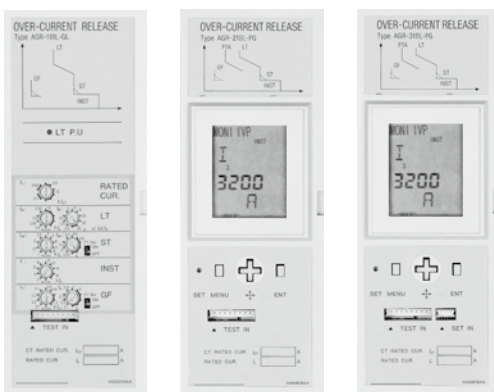 OVER-CURRENT RELEASE
Type AGR-11BL-GL
LT
GF
ST
INST
LT P.U
RATED
CUR.
LT
ST
INST
GF
TEST IN
CT RATED CUR.
A
RATED CUR.
A
OVER-CURRENT RELEASE
Type AGR-21BL-PG
PTA
LT
GF
ST
INST
MONI IVP
INST
I
3200
A
SET MENU
ENT
TEST IN
CT RATED CUR.
A
RATED CUR.
A
OVER-CURRENT RELEASE
Type AGR-31BL-PG
PTA
LT
GF
ST
INST
MONI IVP
INST
I
3200
A
SET MENU
ENT
TEST IN
SET IN
CT RATED CUR.
A
RATED CUR.
A